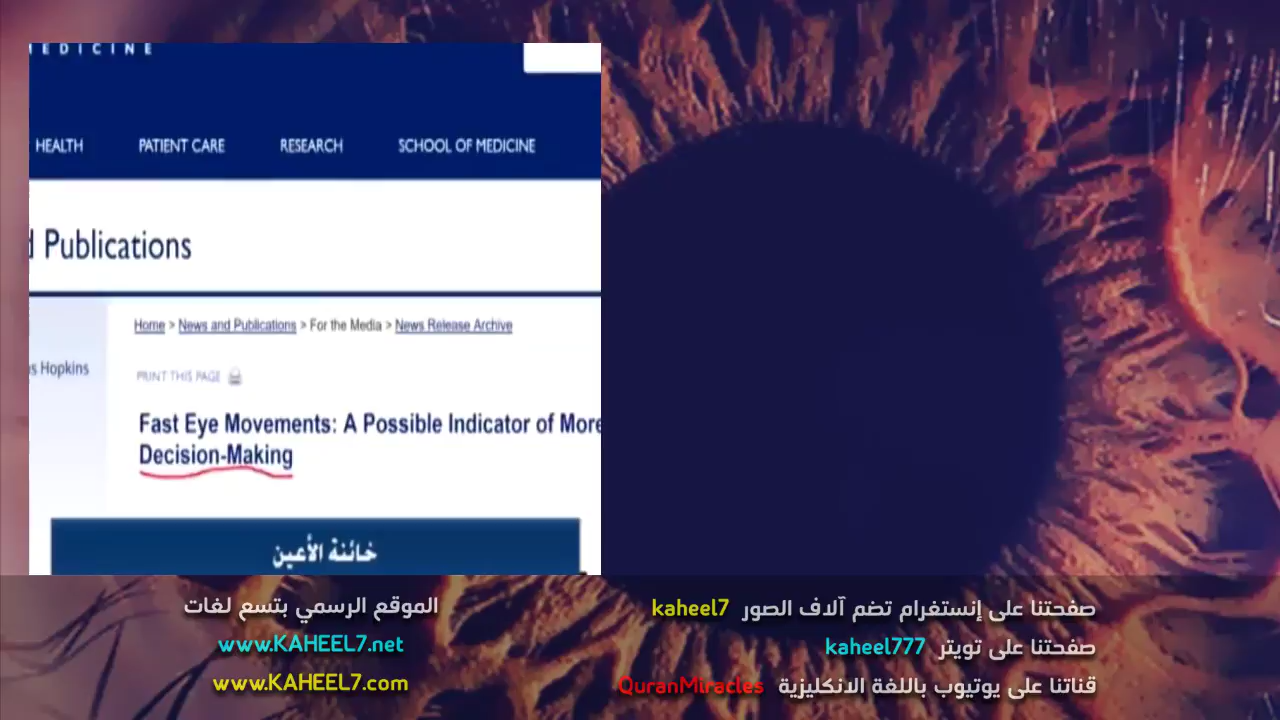 MEDICINE
HEALTH PATIENT CARE RESEARCH SCHOOL OF MEDICINE
Publications
Home > News and Publications > For the Media > News Release Archive
Hopkins
PRINT THIS PAGE
Fast Eye Movements: A Possible Indicator of More
Decision-Making
خائنة الأعين
صفحتنا على إنستغرام تضم آلاف الصور kaheel7
صفحتنا على تويتر kaheel777
قناتنا على يوتيوب باللغة الانكليزية QuranMiracles
الموقع الرسمي بتسع لغات
www.KAHEEL7.net
www.KAHEEL7.com